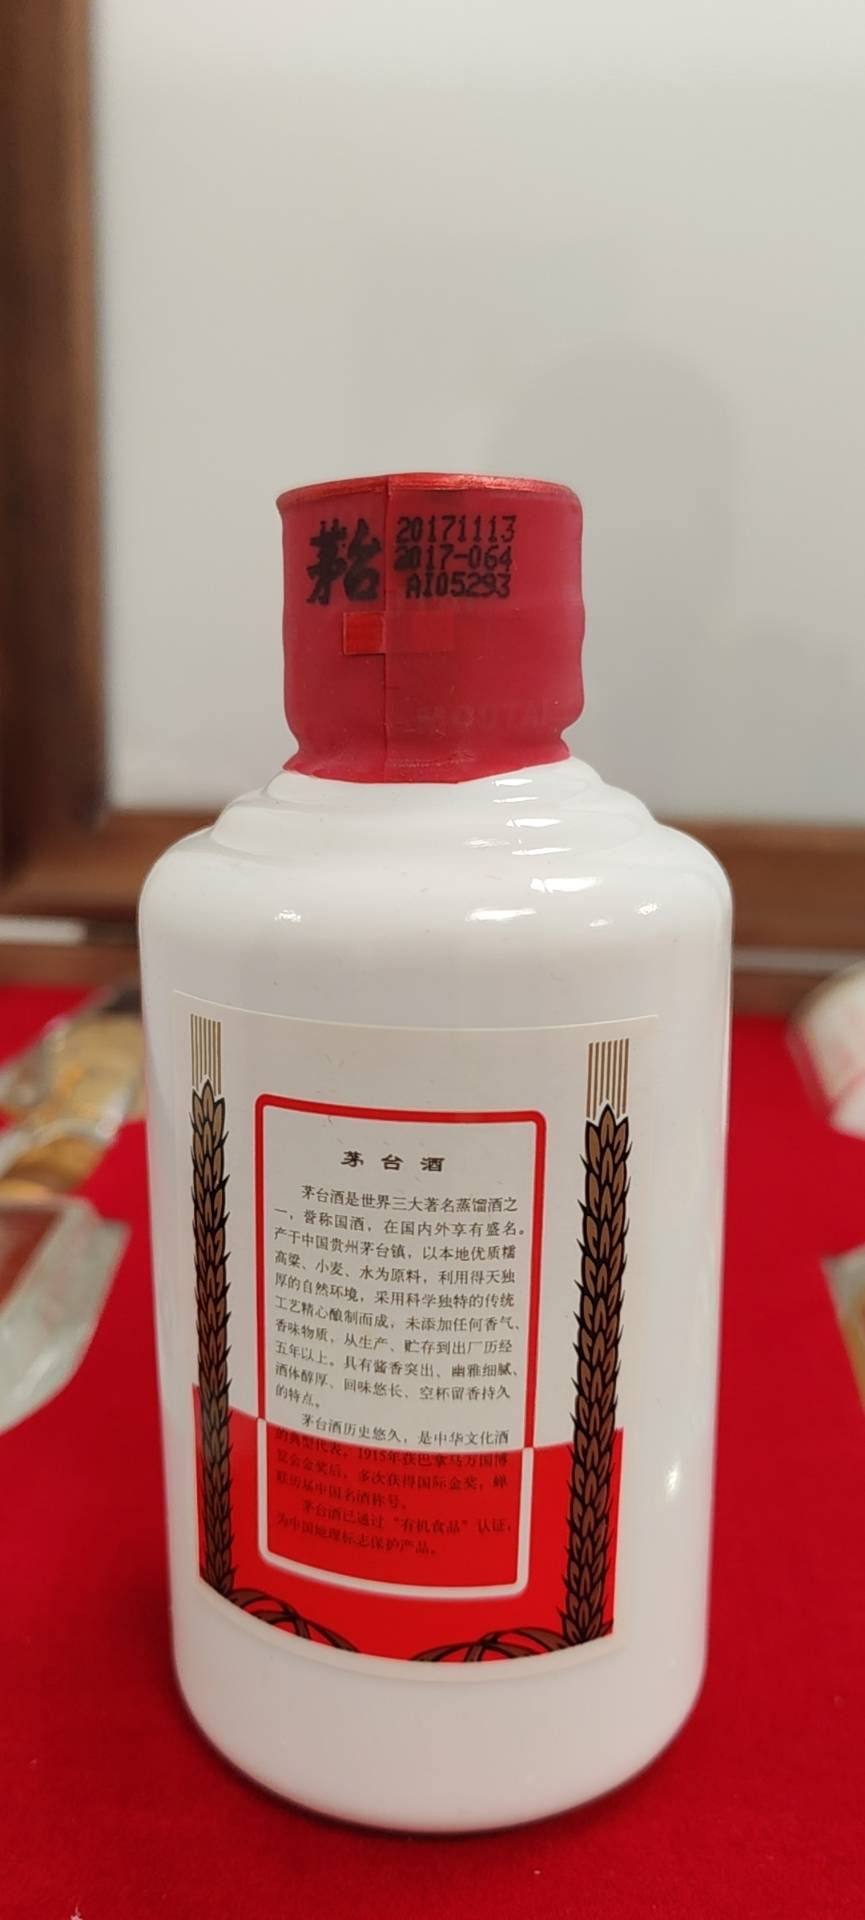 茅台
20171113
2017-064
AI05293
MOUTAI
茅台酒
茅台酒是世界三大著名蒸馏酒之
一，誉称国酒，在国内外享有盛名。
产于中国贵州茅台镇，以本地优质糯
高粱、小麦、水为原料，利用得天独
厚的自然环境，采用科学独特的传统
工艺精心酿制而成，未添加任何香气、
香味物质，从生产、贮存到出厂历经
五年以上。具有酱香突出、幽雅细腻、
酒体醇厚、回味悠长、空杯留香持久
的特点。
茅台酒历史悠久，是中华文化酒
的典型代表，1915年获巴拿马万国博
览会金奖后，多次获得国际金奖，蝉
联历届中国名酒称号。
茅台酒已通过“有机食品”认证，
为中国地理标志保护产品。